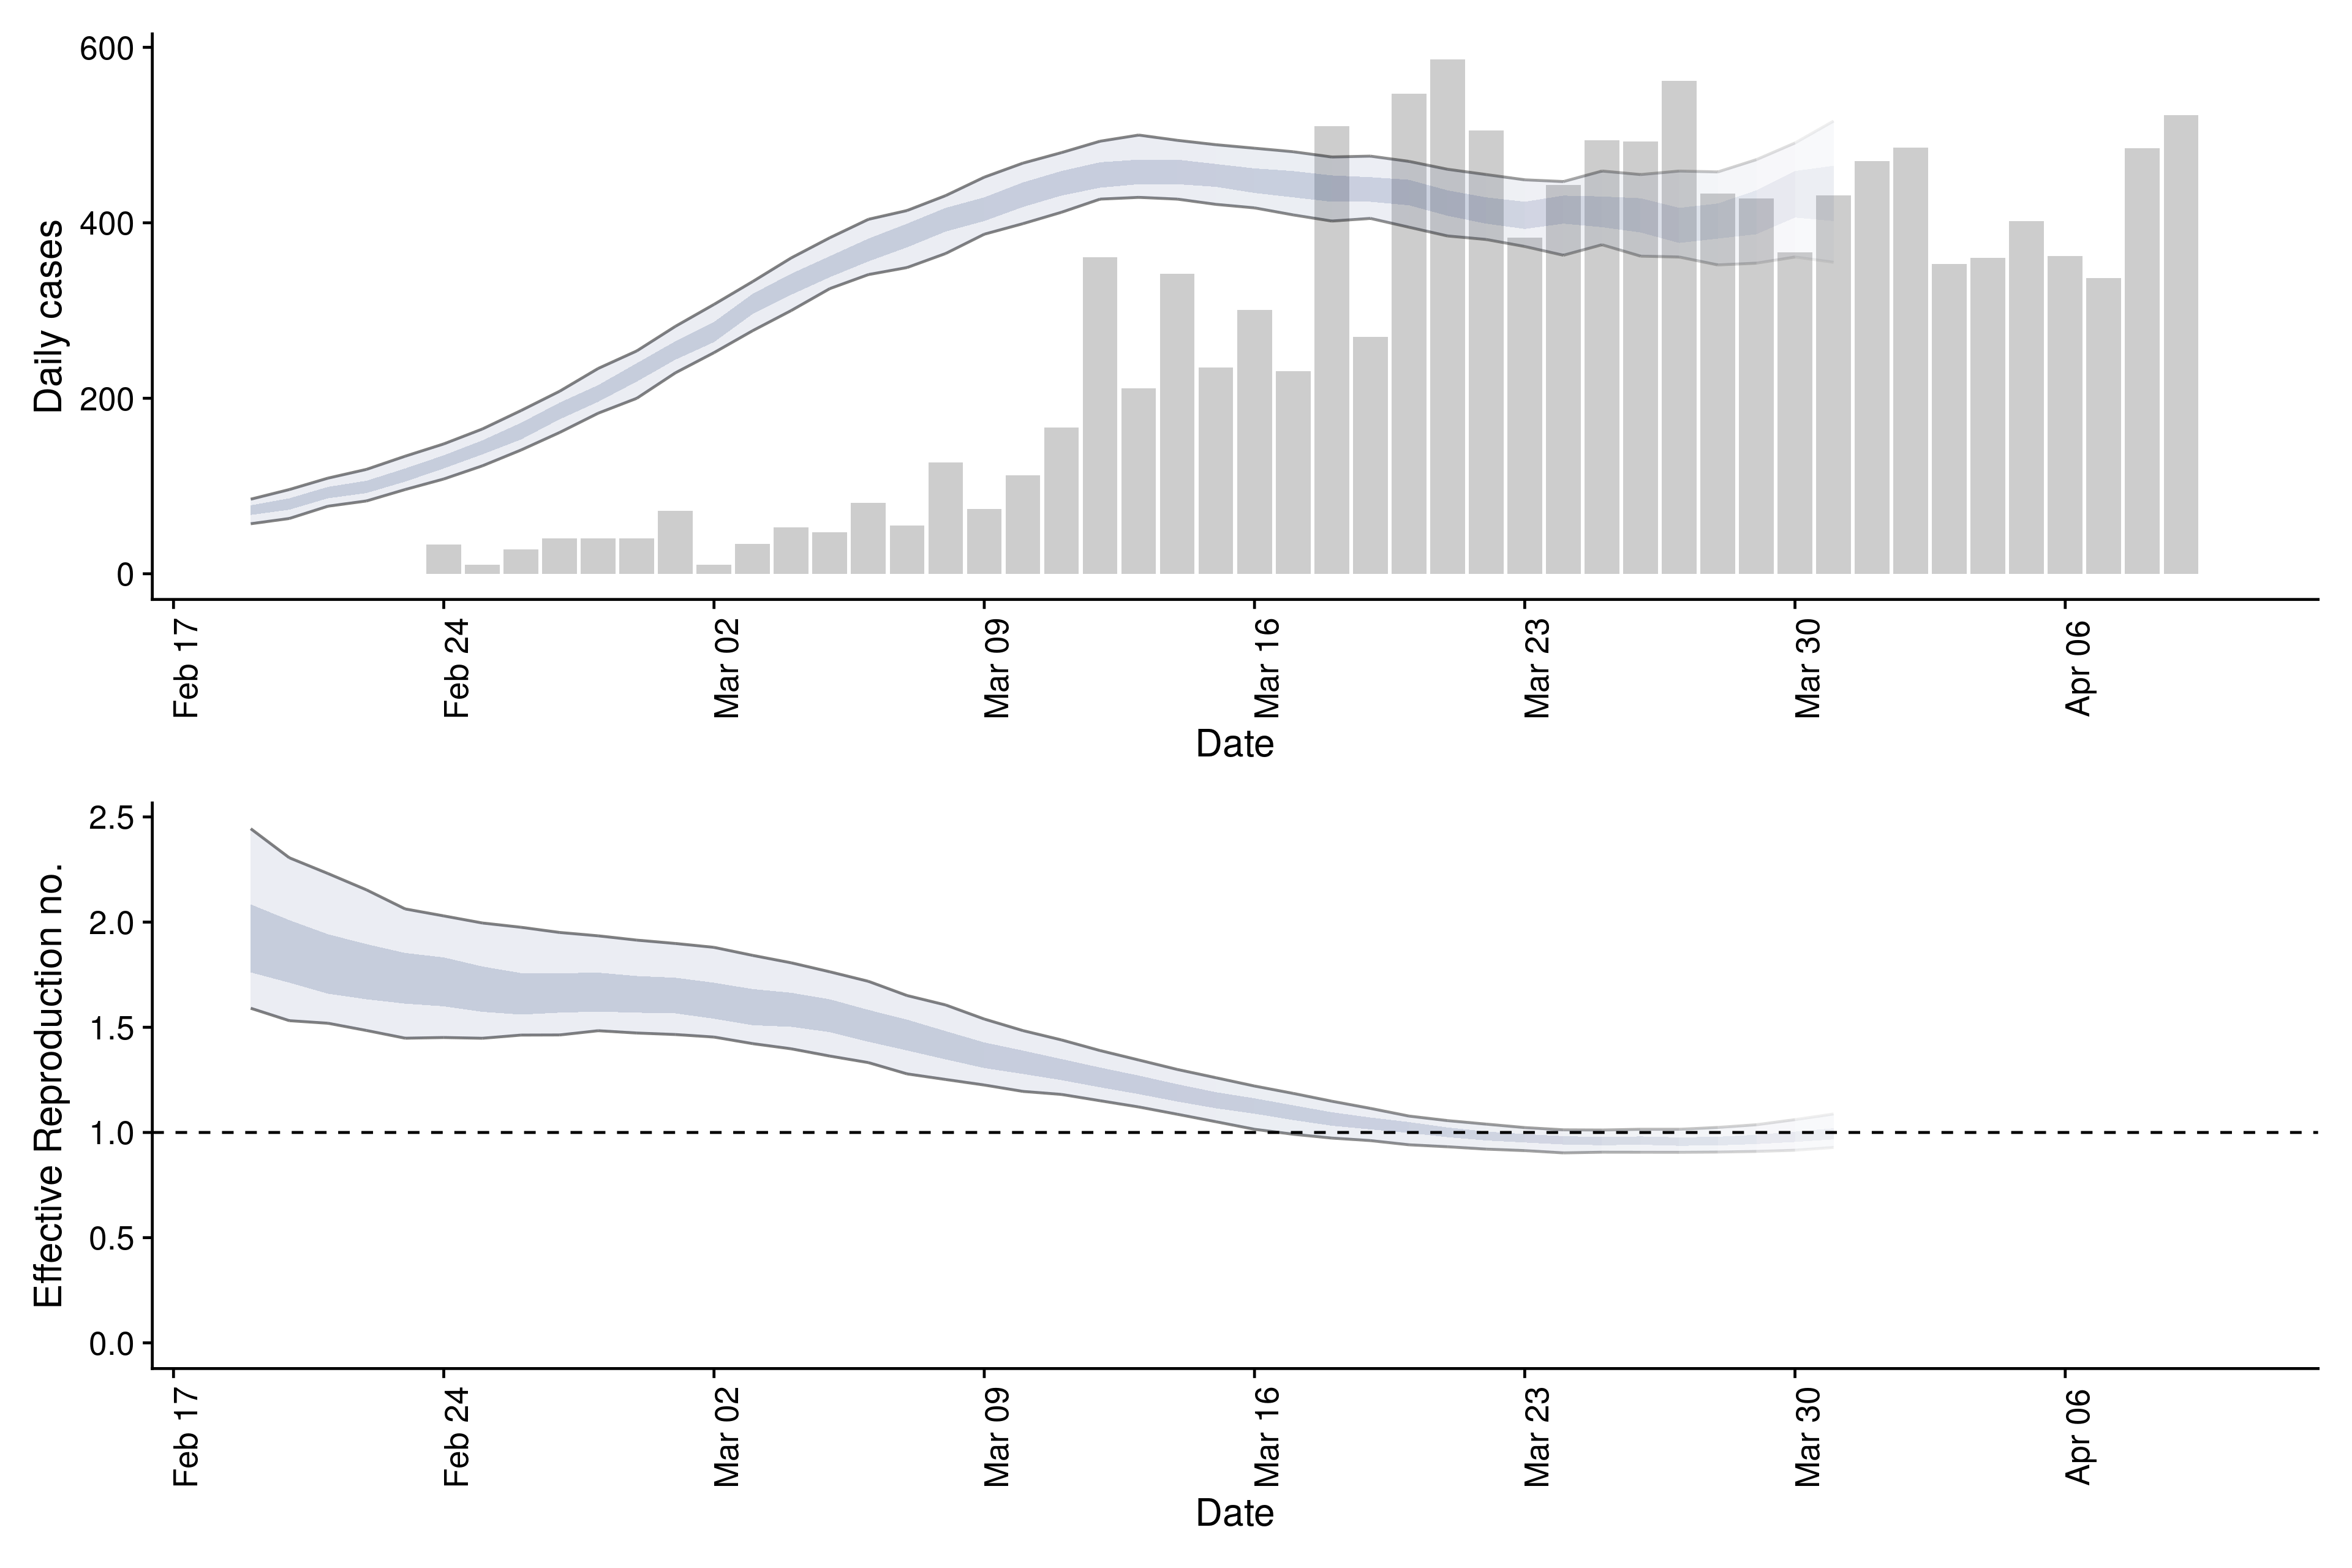 Daily cases
600
400
200
0
Feb 17
Feb 24
Mar 02
Mar 09
Mar 16
Mar 23
Mar 30
Apr 06
Date
Effective Reproduction no.
2.5
2.0
1.5
1.0
0.5
0.0
Feb 17
Feb 24
Mar 02
Mar 09
Mar 16
Mar 23
Mar 30
Apr 06
Date